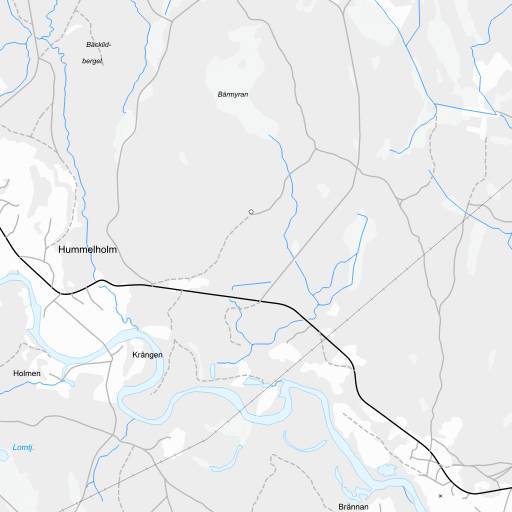 Bäcklid-
berget
Bärmyran
Hummelholm
Krången
Holmen
Lomtj.
Brännan